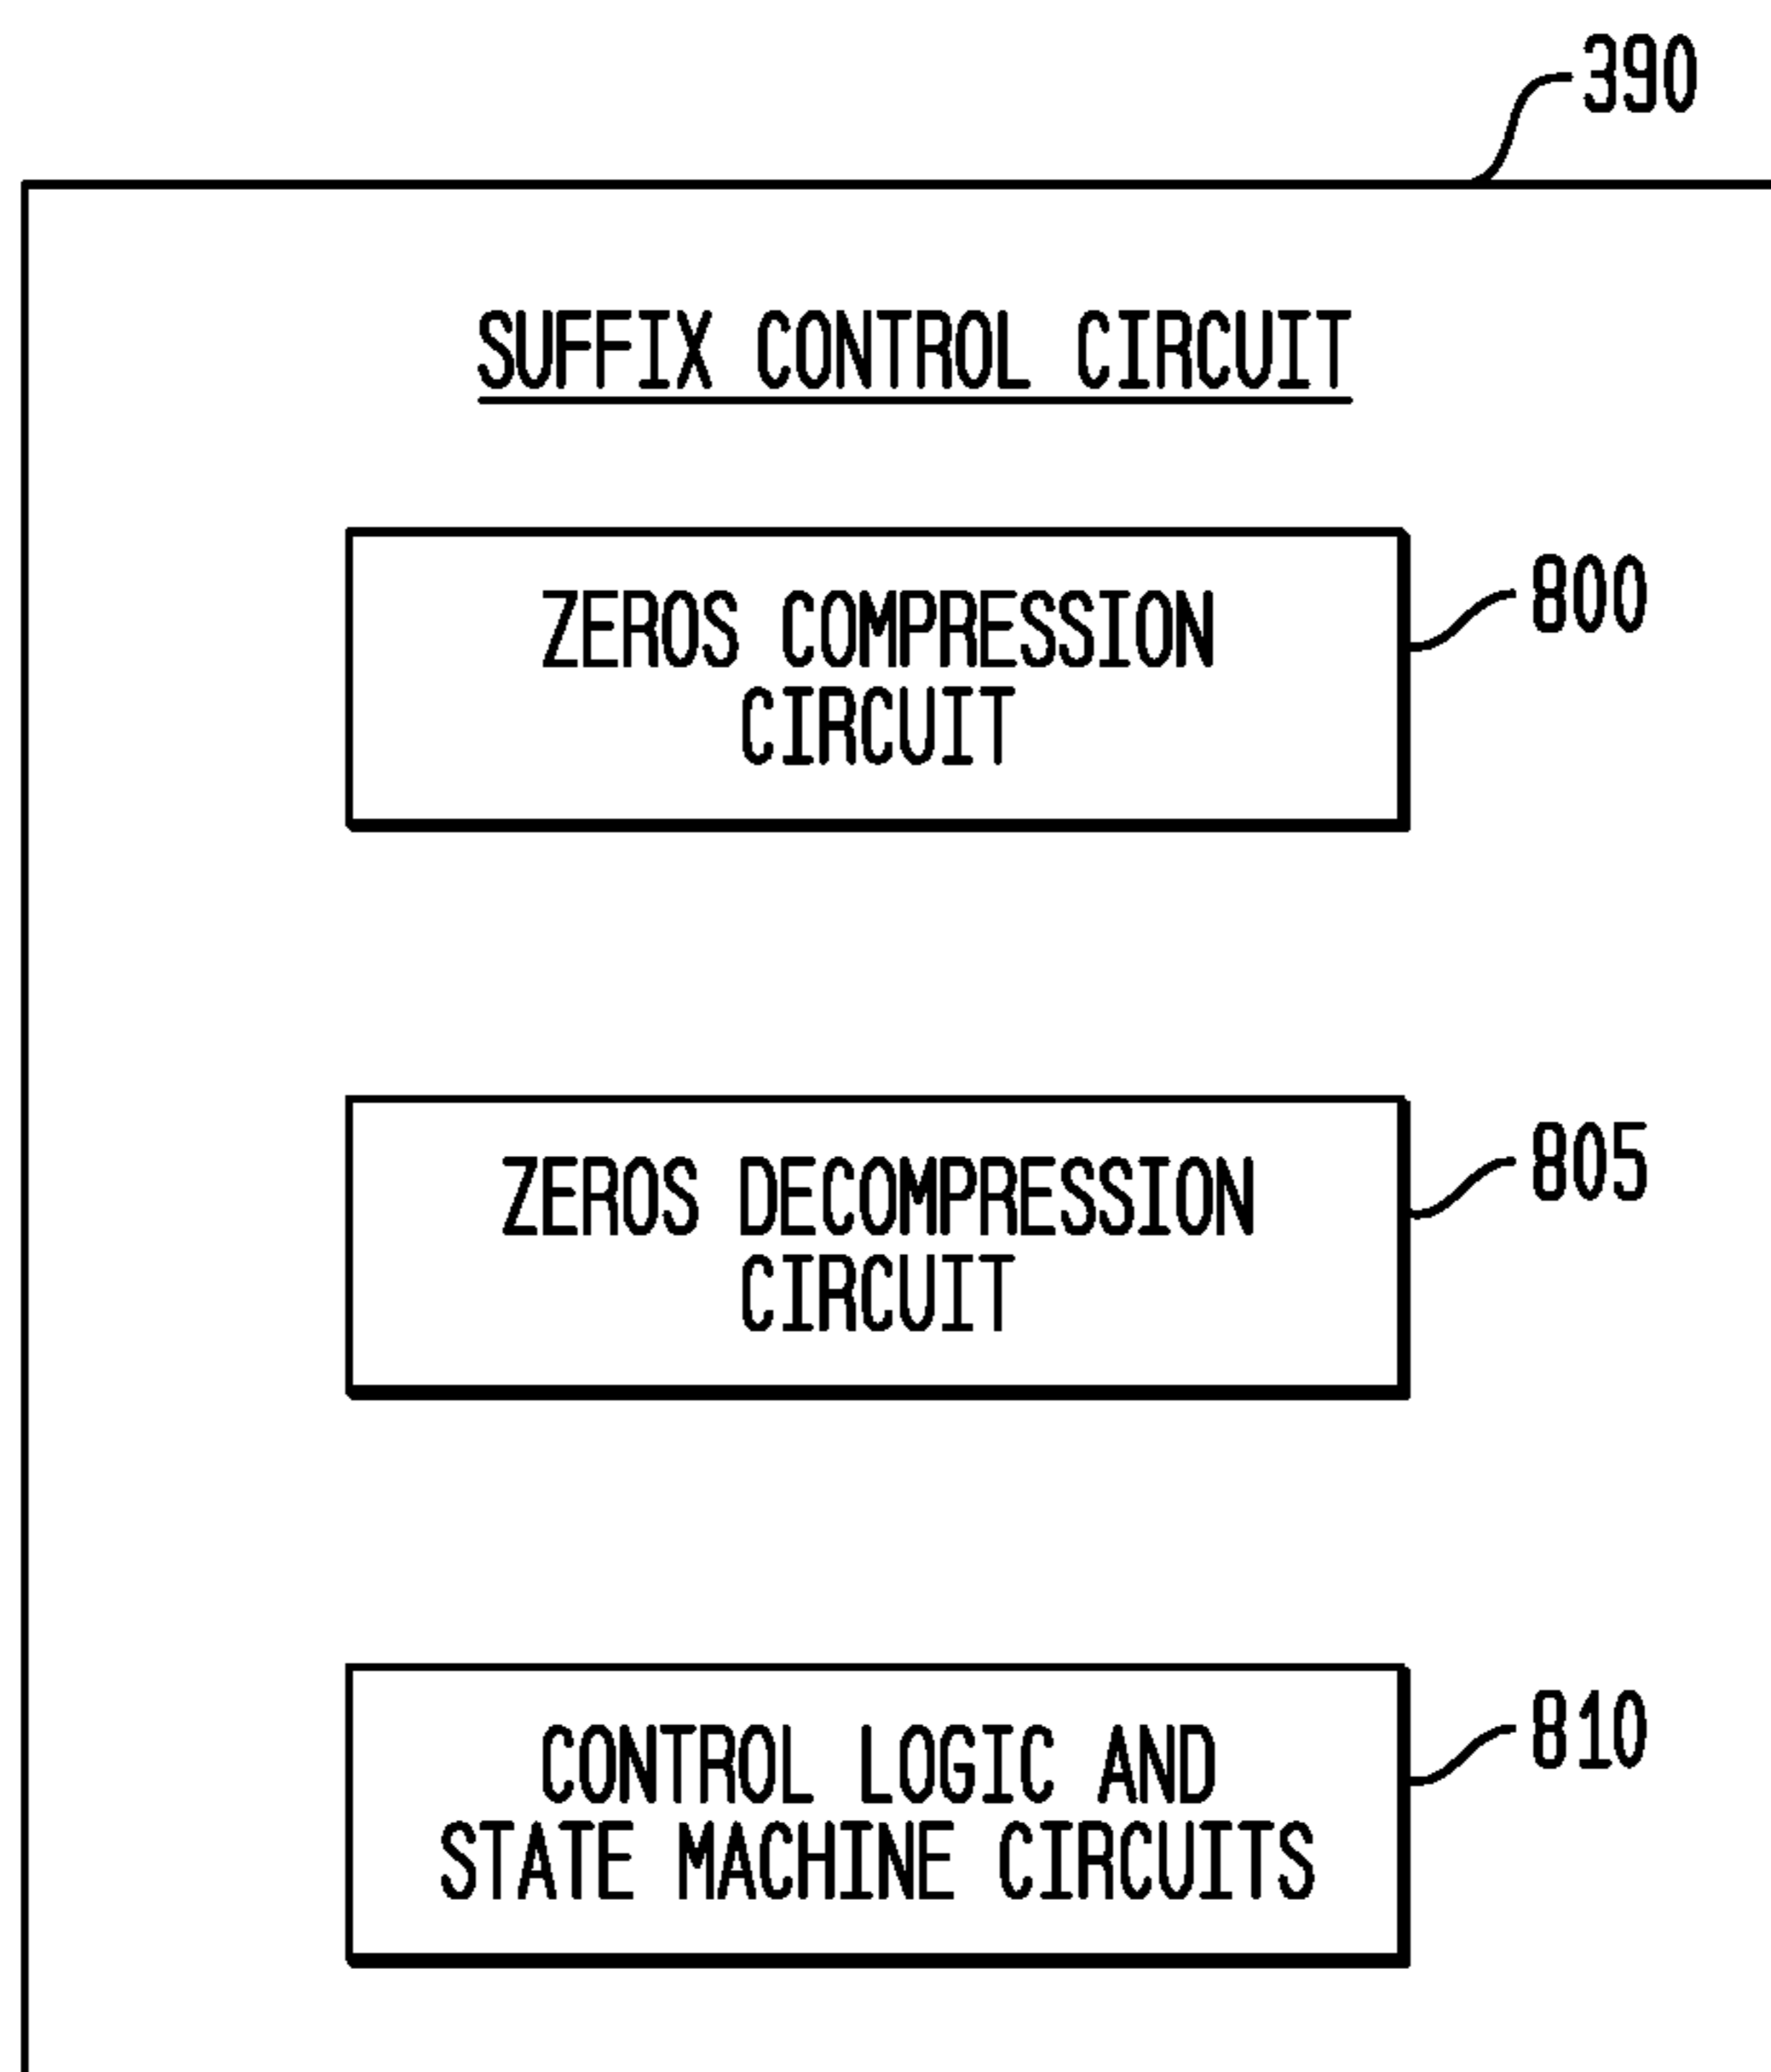 390
SUFFIX CONTROL CIRCUIT
ZEROS COMPRESSION
CIRCUIT
800
ZEROS DECOMPRESSION
CIRCUIT
805
CONTROL LOGIC AND
STATE MACHINE CIRCUITS
810